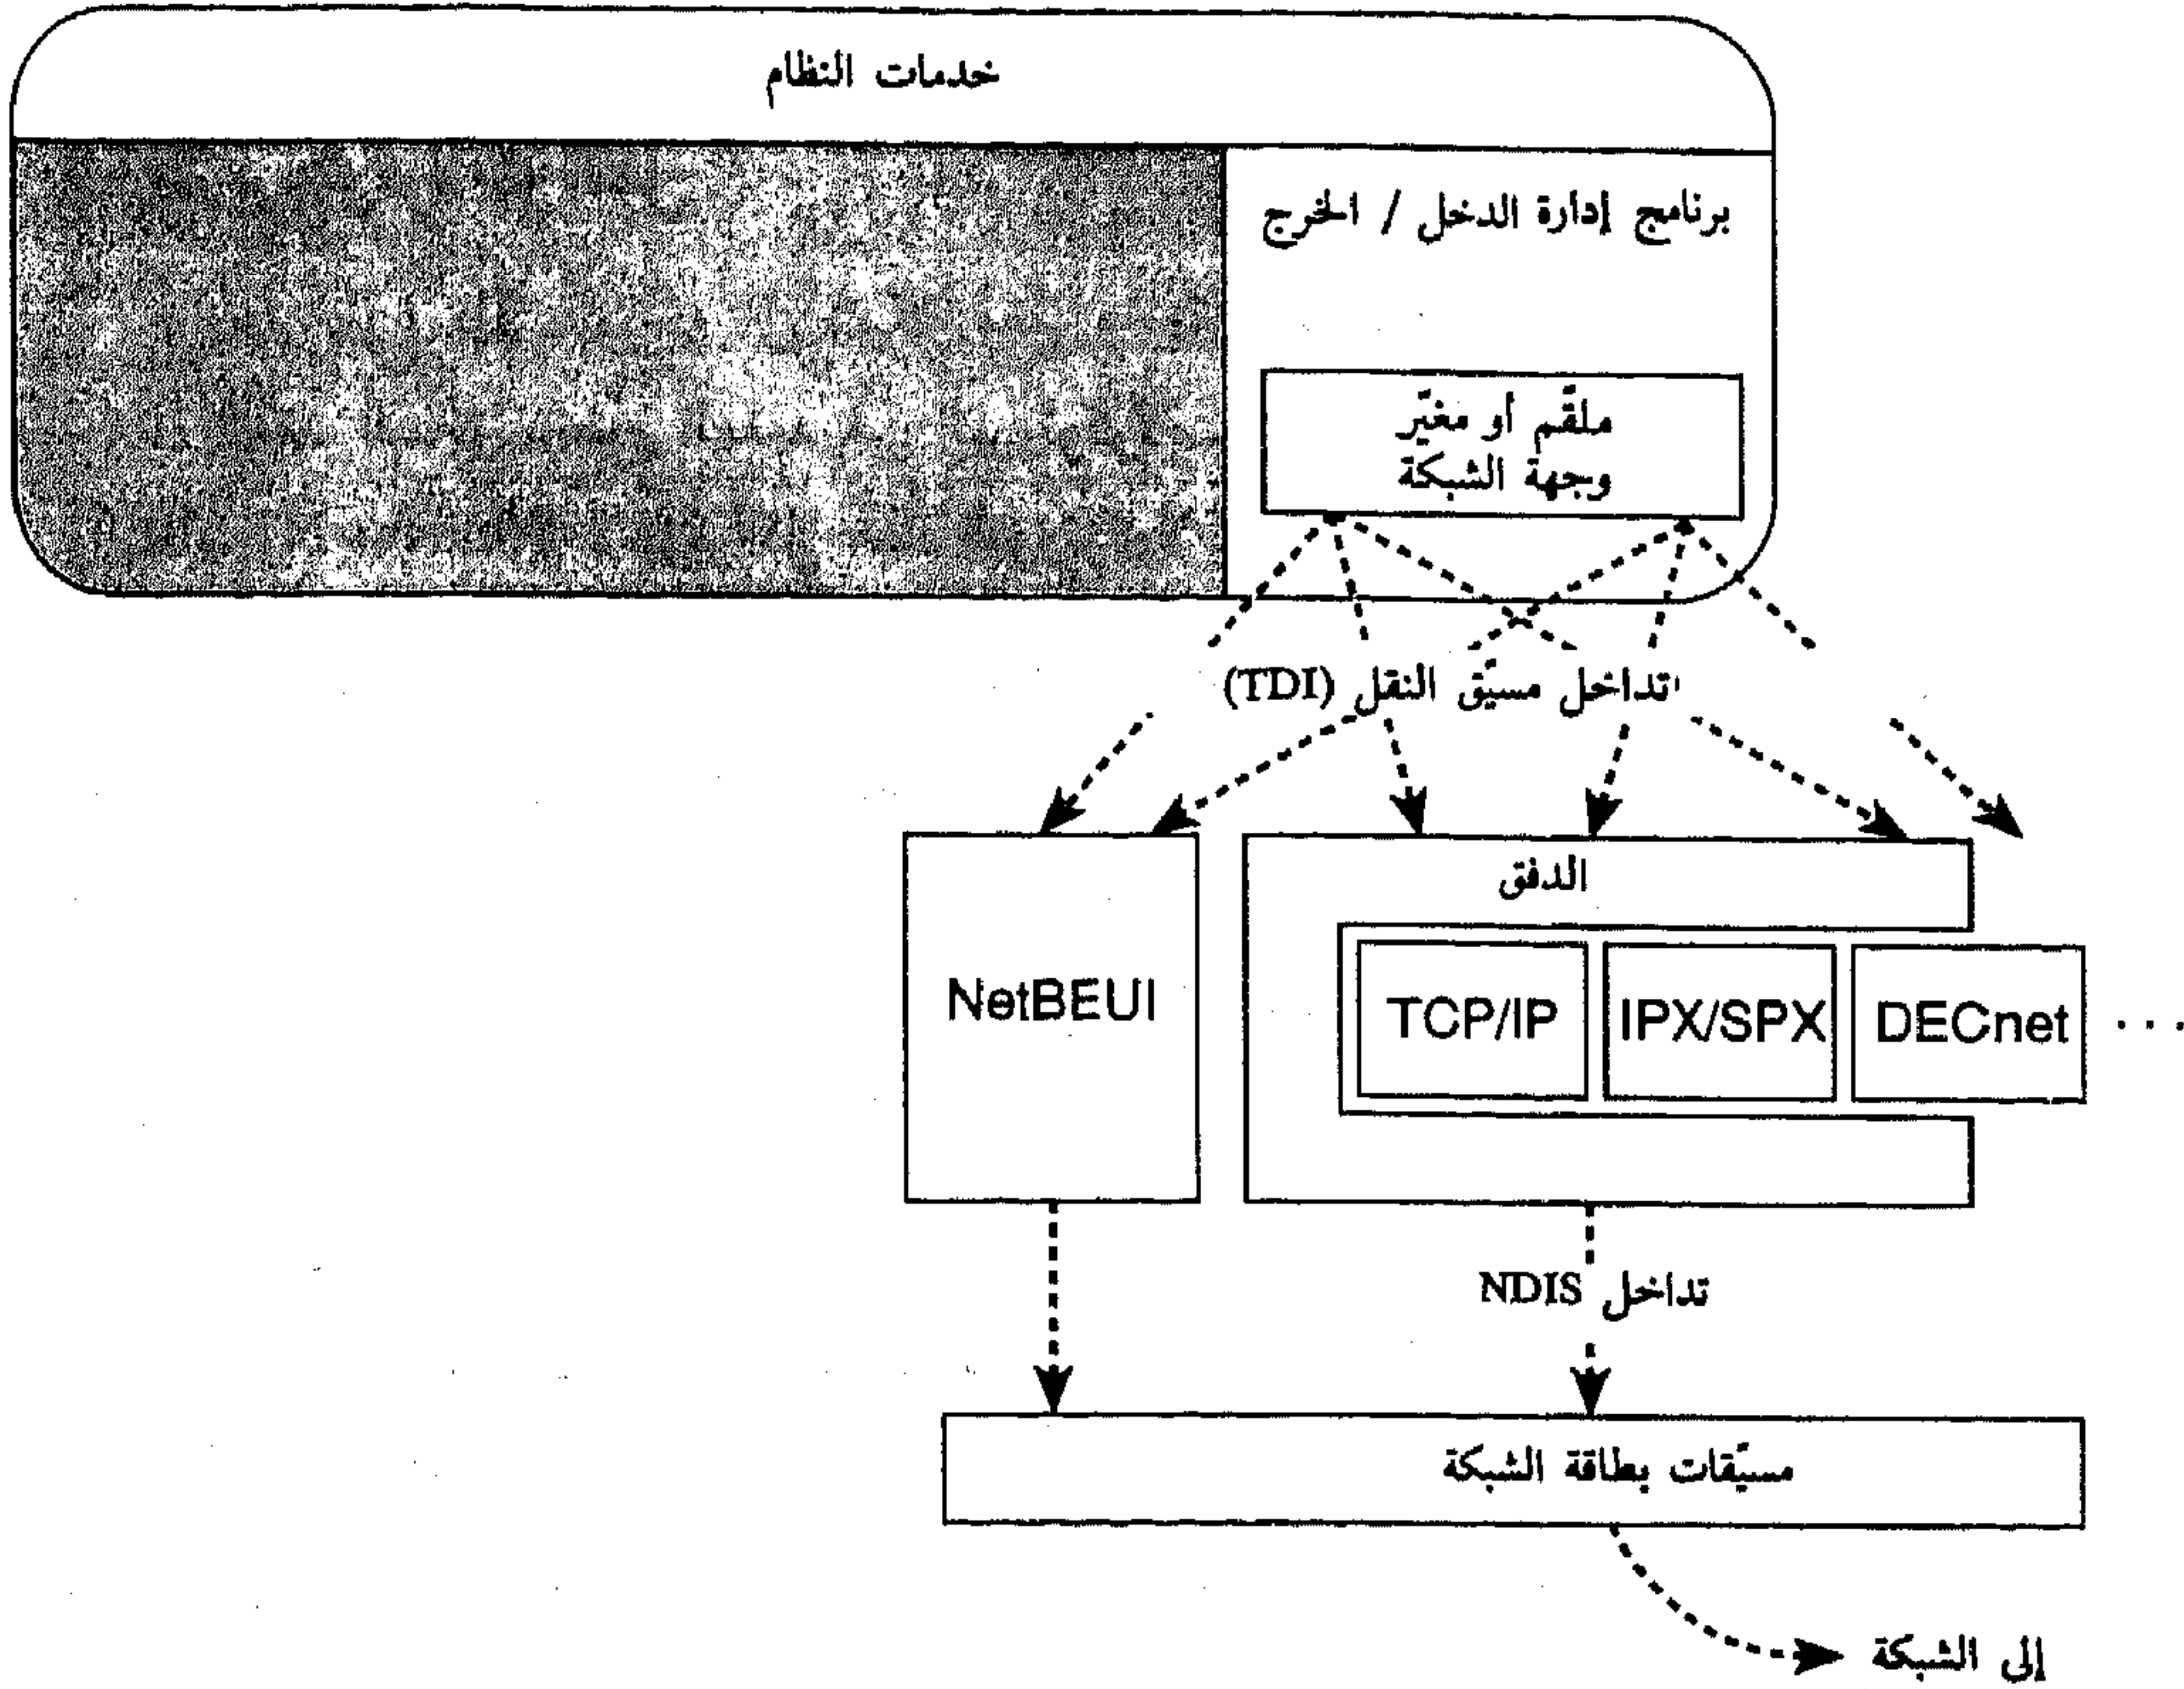 خدمات النظام
برنامج إدارة الدخل / الخرج
ملقّم أو مغيّر
وجهة الشبكة
تداخل مسيّق النقل (TDI)
الدفق
NetBEUI
TCP/IP
IPX/SPX
DECnet
. . .
تداخل NDIS
مسيّقات بطاقة الشبكة
إلى الشبكة